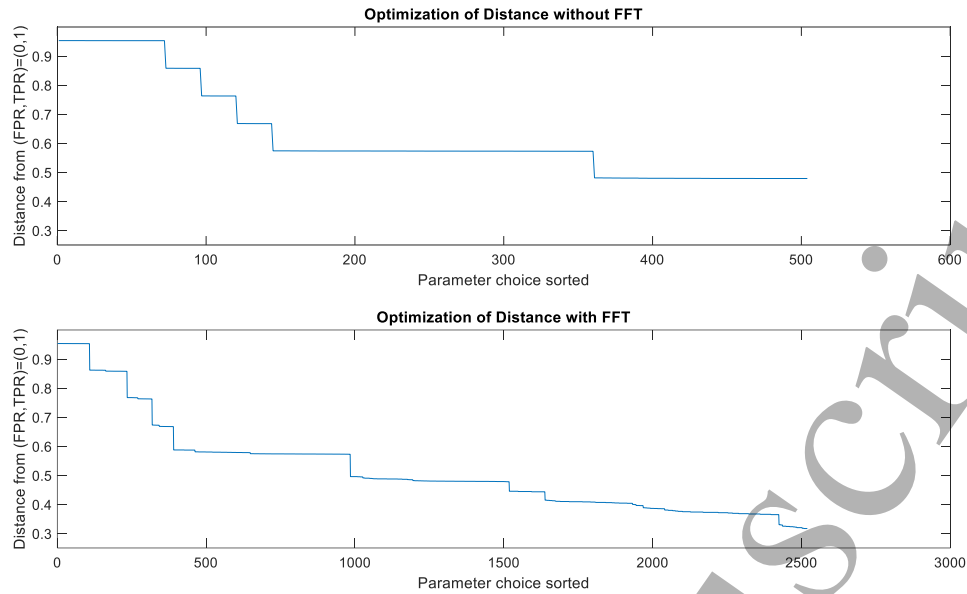 Optimization of Distance without FFT
Distance from (FPR,TPR)=(0,1)
0.9
0.8
0.7
0.6
0.5
0.4
0.3
0 100 200 300 400 500 600
Parameter choice sorted
Optimization of Distance with FFT
Distance from (FPR,TPR)=(0,1)
0.9
0.8
0.7
0.6
0.5
0.4
0.3
0 500 1000 1500 2000 2500 3000
Parameter choice sorted
scri